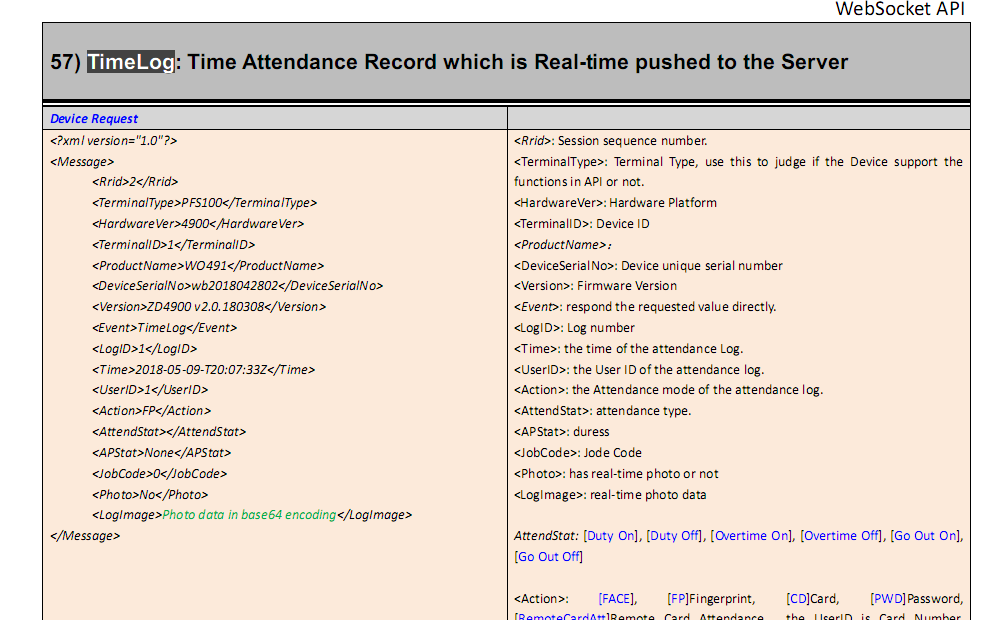 WebSocket API
57) TimeLog: Time Attendance Record which is Real-time pushed to the Server
Device Request
<?xml version="1.0"?>
<Message>
<Rrid>2</Rrid>
<TerminalType>PFS100</TerminalType>
<HardwareVer>4900</HardwareVer>
<TerminalID>1</TerminalID>
<ProductName>WO491</ProductName>
<DeviceSerialNo>wb2018042802</DeviceSerialNo>
<Version>ZD4900 v2.0.180308</Version>
<Event>TimeLog</Event>
<LogID>1</LogID>
<Time>2018-05-09-T20:07:33Z</Time>
<UserID>1</UserID>
<Action>FP</Action>
<AttendStat></AttendStat>
<APStat>None</APStat>
<JobCode>0</JobCode>
<Photo>No</Photo>
<LogImage>Photo data in base64 encoding</LogImage>
</Message>
<Rrid>: Session sequence number.
<TerminalType>: Terminal Type, use this to judge if the Device support the
functions in API or not.
<HardwareVer>: Hardware Platform
<TerminalID>: Device ID
<ProductName>:
<DeviceSerialNo>: Device unique serial number
<Version>: Firmware Version
<Event>: respond the requested value directly.
<LogID>: Log number
<Time>: the time of the attendance Log.
<UserID>: the User ID of the attendance log.
<Action>: the Attendance mode of the attendance log.
<AttendStat>: attendance type.
<APStat>: duress
<JobCode>: Jode Code
<Photo>: has real-time photo or not
<LogImage>: real-time photo data
AttendStat: [Duty On], [Duty Off], [Overtime On], [Overtime Off], [Go Out On],
[Go Out Off]
<Action>: [FACE], [FP]Fingerprint, [CD]Card, [PWD]Password,
[RemoteCardAtt]Remote Card Attendance, the UserID is Card Number